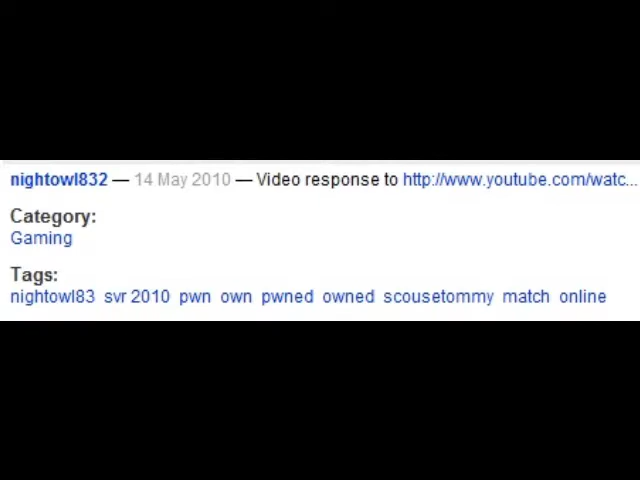 nightowl832 — 14 May 2010 — Video response to http://www.youtube.com/watc...
Category:
Gaming
Tags:
nightowl83 svr 2010 pwn own pwned owned scousetommy match online